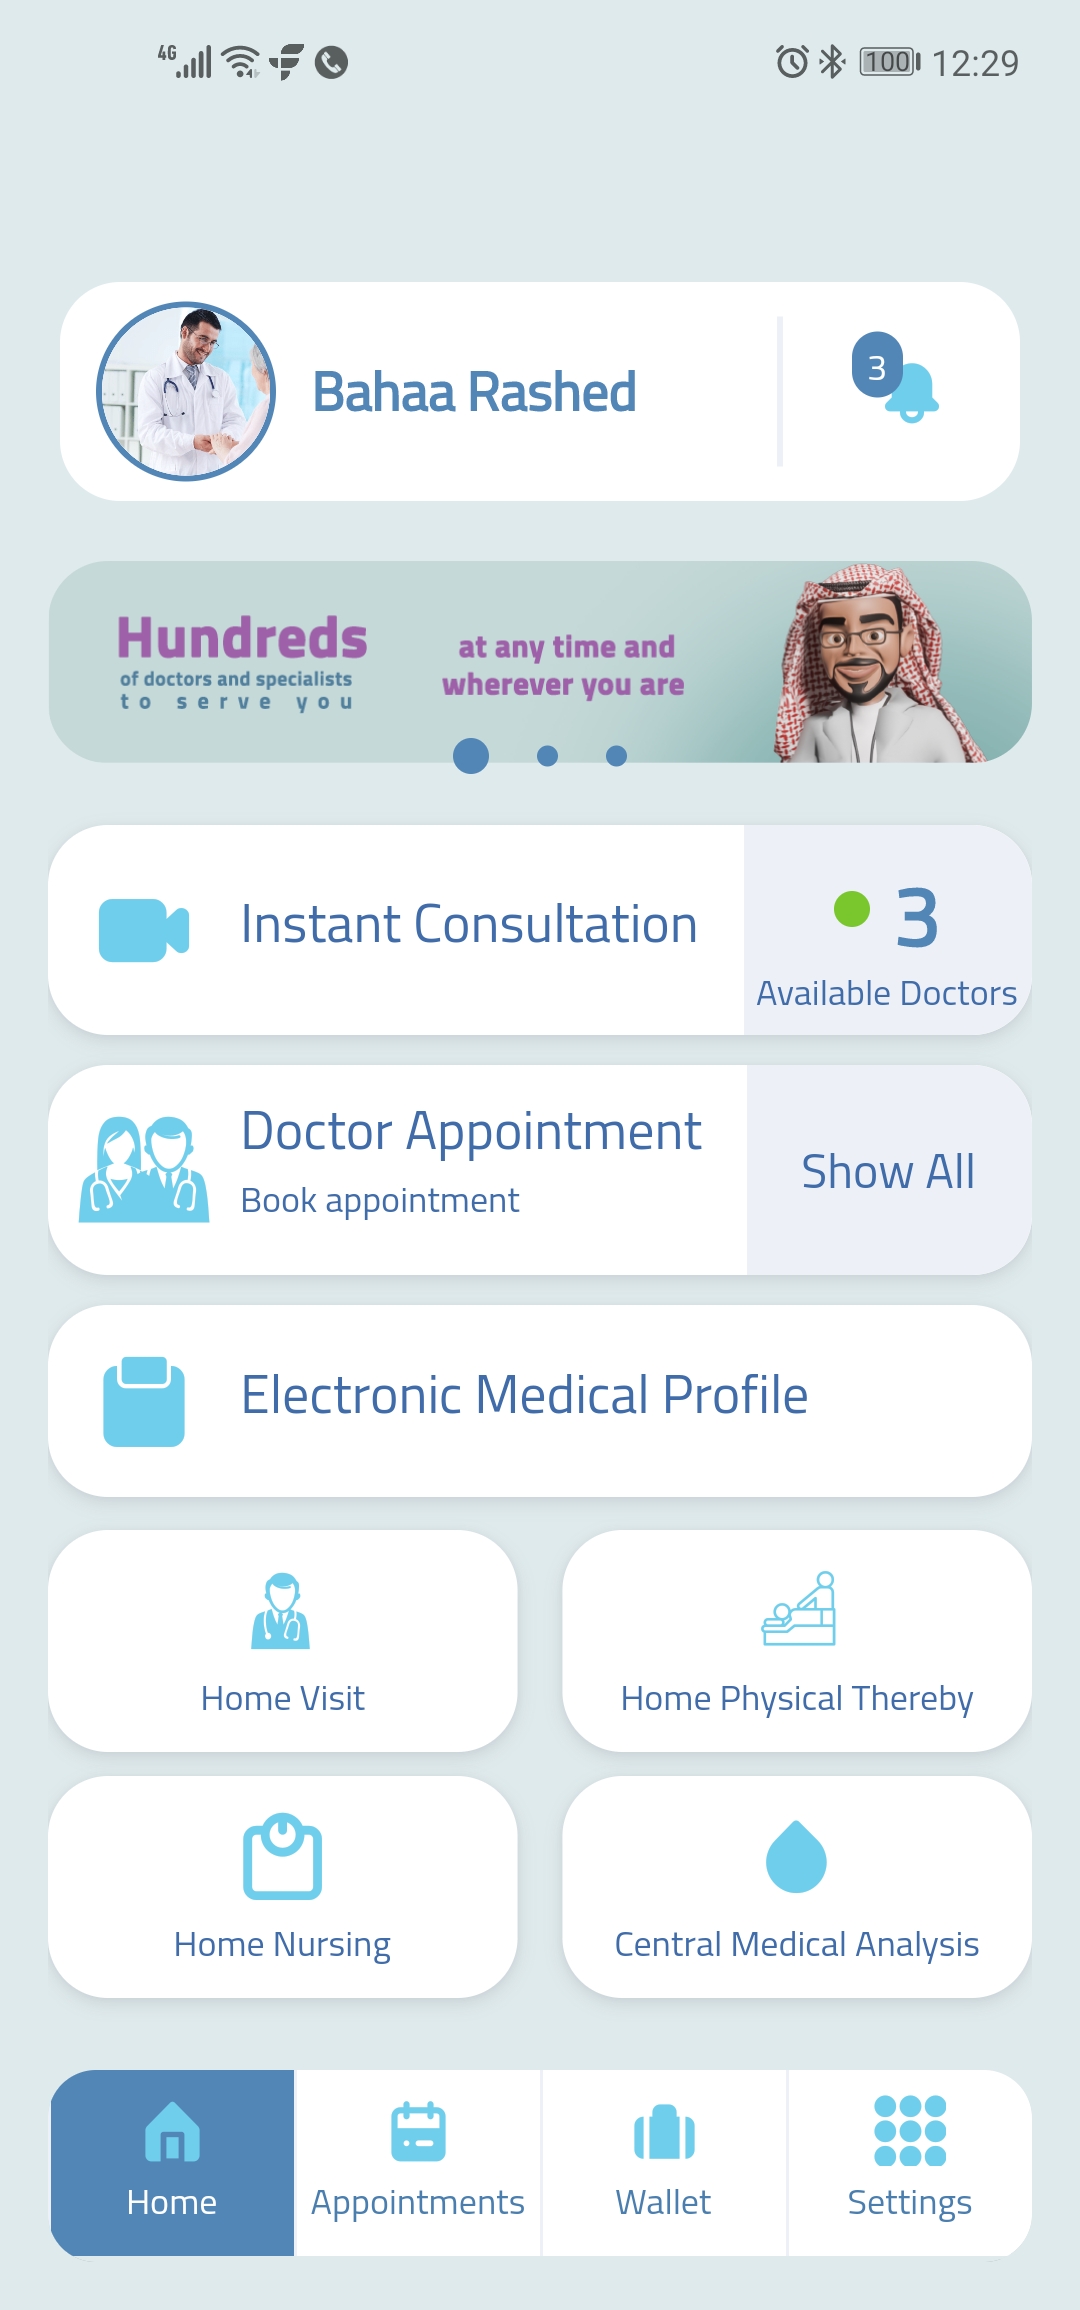 4G 100 12:29
Bahaa Rashed
3
Hundreds
of doctors and specialists
to serve you
at any time and
wherever you are
Instant Consultation
3
Available Doctors
Doctor Appointment
Book appointment
Show All
Electronic Medical Profile
Home Visit
Home Physical Thereby
Home Nursing
Central Medical Analysis
Home
Appointments
Wallet
Settings